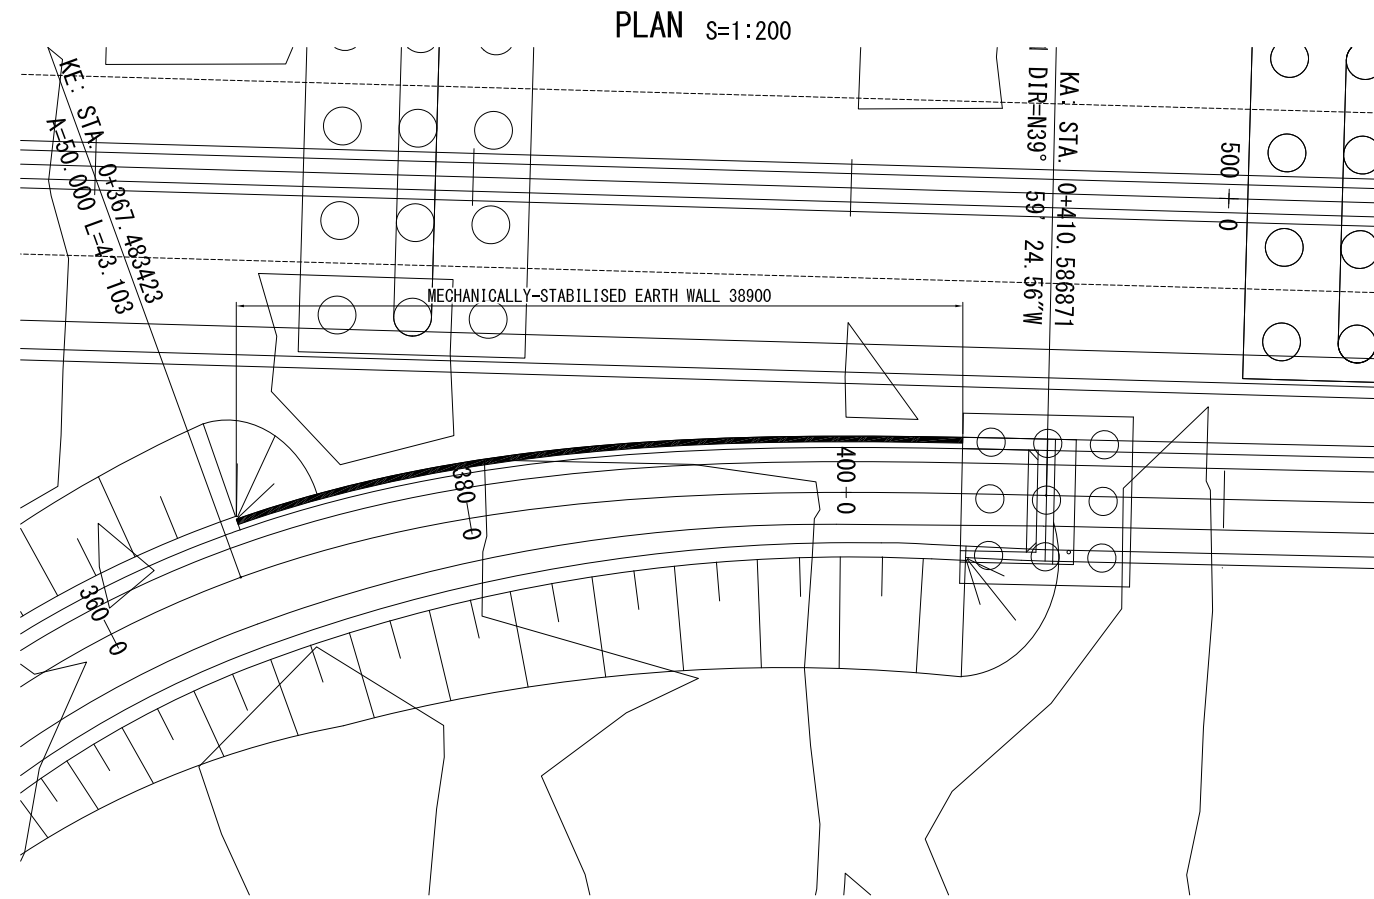 PLAN S=1:200
KE: STA. 0+367.483423
A=50.000 L=43.103
KA: STA. 0+410.586871
DIR=N39° 59' 24.56"W
500 0
MECHANICALLY-STABILISED EARTH WALL 38900
380 0
400 0
360 0